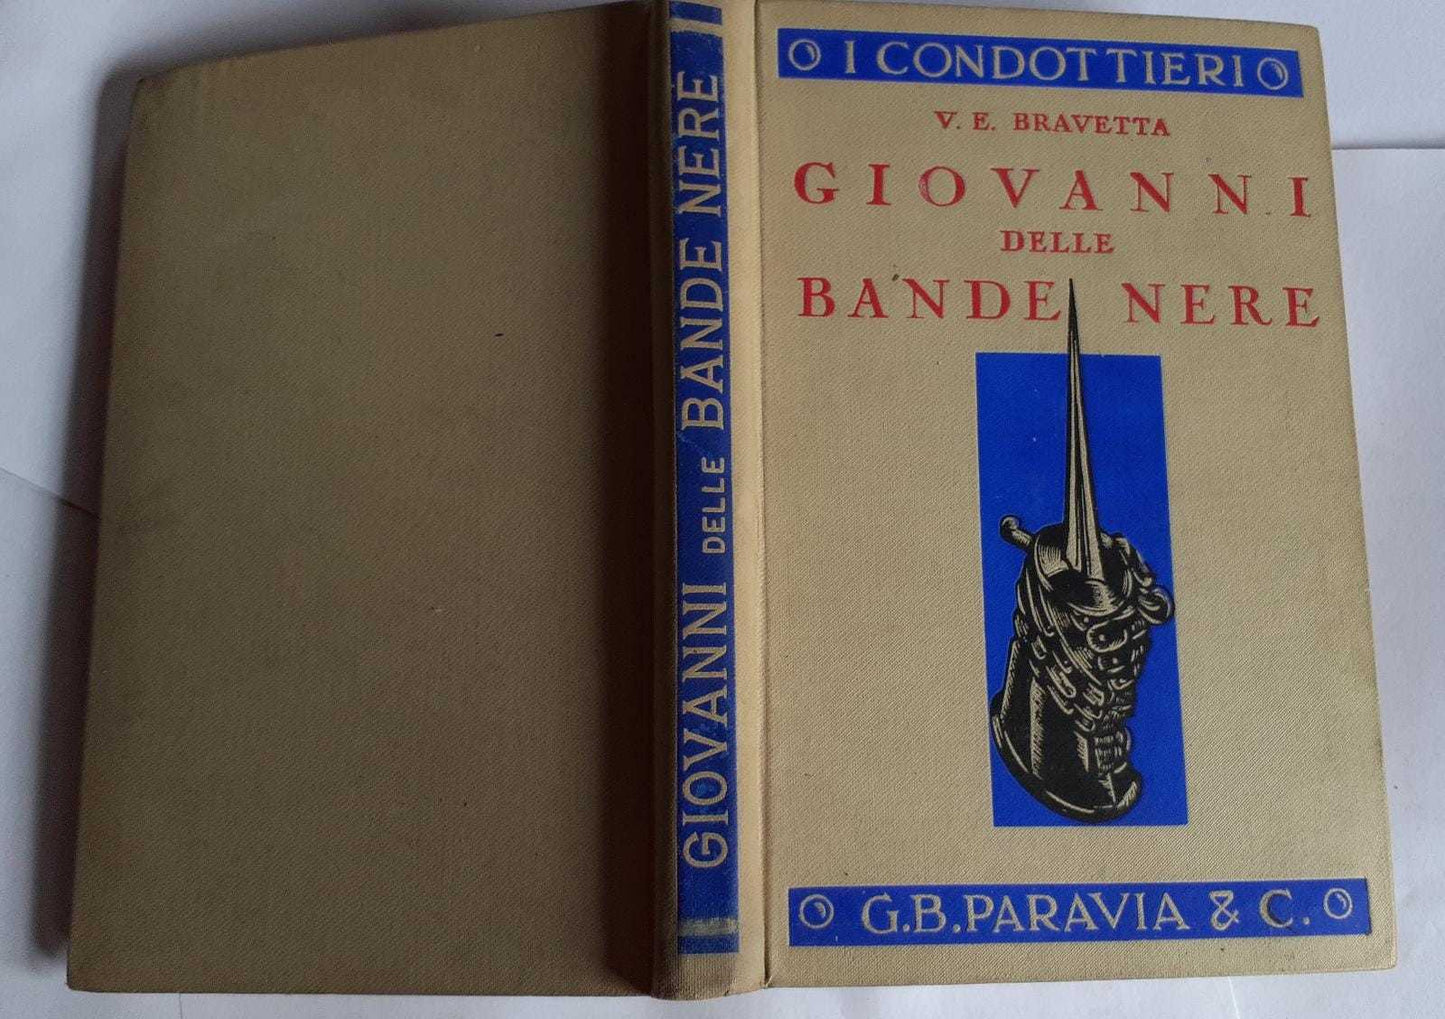 GIOVANNI DELLE BANDE NERE
I CONDOTTIERI
V. E. BRAVETTA
GIOVANNI
DELLE
BANDE NERE
G.B.PARAVIA & C.